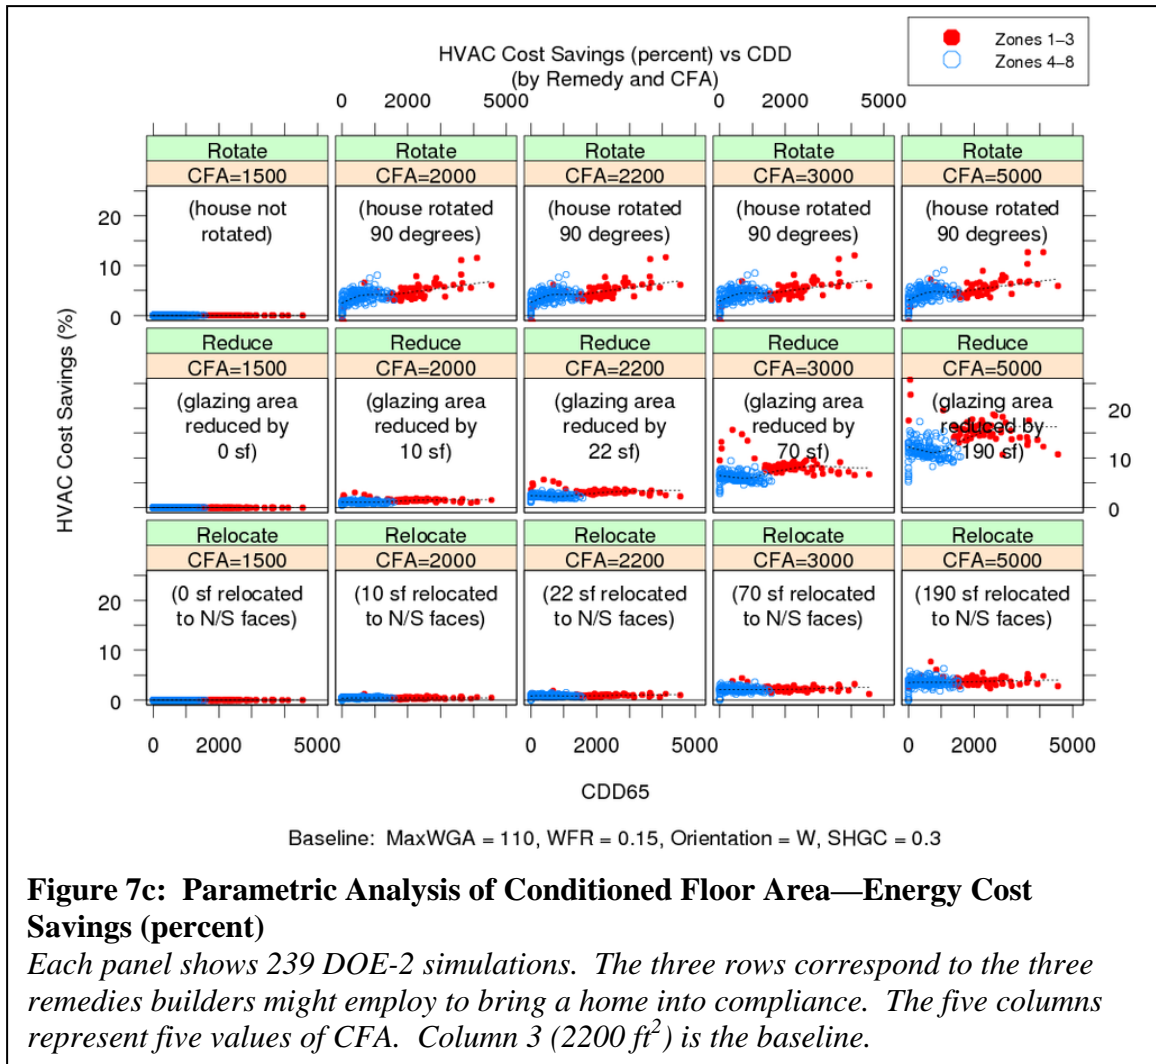 HVAC Cost Savings (percent) vs CDD
(by Remedy and CFA)
Zones 1–3
Zones 4–8
0 2000 5000 0 2000 5000
Rotate Rotate Rotate Rotate Rotate
CFA=1500 CFA=2000 CFA=2200 CFA=3000 CFA=5000
(house not (house rotated (house rotated (house rotated (house rotated
rotated) 90 degrees) 90 degrees) 90 degrees) 90 degrees)
20
10
0
Reduce Reduce Reduce Reduce Reduce
CFA=1500 CFA=2000 CFA=2200 CFA=3000 CFA=5000
(glazing area (glazing area (glazing area (glazing area (glazing area
reduced by reduced by reduced by reduced by reduced by
0 sf) 10 sf) 22 sf) 70 sf) 190 sf)
20
10
0
HVAC Cost Savings (%)
Relocate Relocate Relocate Relocate Relocate
CFA=1500 CFA=2000 CFA=2200 CFA=3000 CFA=5000
(0 sf relocated (10 sf relocated (22 sf relocated (70 sf relocated (190 sf relocated
to N/S faces) to N/S faces) to N/S faces) to N/S faces) to N/S faces)
20
10
0
0 2000 5000 0 2000 5000 0 2000 5000
CDD65
Baseline: MaxWGA = 110, WFR = 0.15, Orientation = W, SHGC = 0.3
Figure 7c: Parametric Analysis of Conditioned Floor Area—Energy Cost
Savings (percent)
Each panel shows 239 DOE-2 simulations. The three rows correspond to the three
remedies builders might employ to bring a home into compliance. The five columns
represent five values of CFA. Column 3 (2200 ft²) is the baseline.